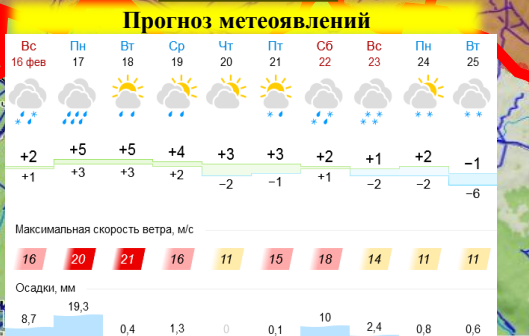 Прогноз метеоявлений
Вс Пн Вт Ср Чт Пт Сб Вс Пн Вт
16 фев 17 18 19 20 21 22 23 24 25
+2 +5 +5 +4 +3 +3 +2 +1 +2 −1
+1 +3 +3 +2 −2 −1 +1 −2 −2 −6
Максимальная скорость ветра, м/с
16 20 21 16 11 15 18 14 11 11
Осадки, мм
8,7 19,3 0,4 1,3 0 0,1 10 2,4 0,8 0,6